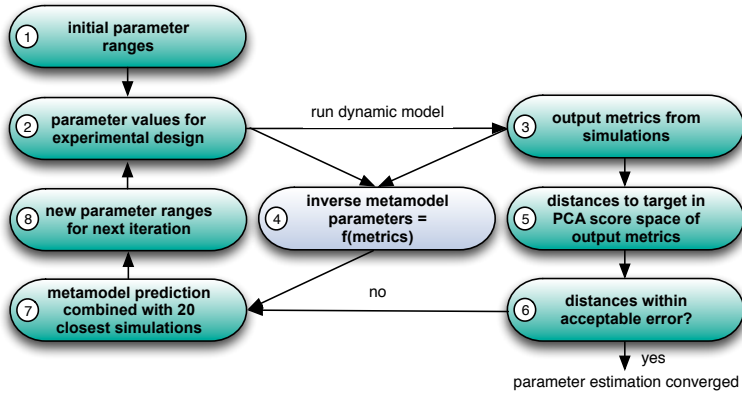 1
initial parameter
ranges
2
parameter values for
experimental design
run dynamic model
3
output metrics from
simulations
8
new parameter ranges
for next iteration
4
inverse metamodel
parameters =
f(metrics)
5
distances to target in
PCA score space of
output metrics
7
metamodel prediction
combined with 20
closest simulations
no
6
distances within
acceptable error?
yes
parameter estimation converged